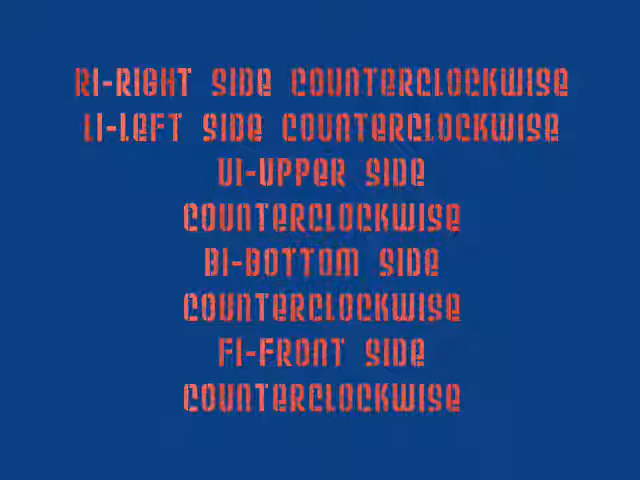 RI-RIGHT SIDE COUNTERCLOCKWISE
LI-LEFT SIDE COUNTERCLOCKWISE
UI-UPPER SIDE
COUNTERCLOCKWISE
BI-BOTTOM SIDE
COUNTERCLOCKWISE
FI-FRONT SIDE
COUNTERCLOCKWISE